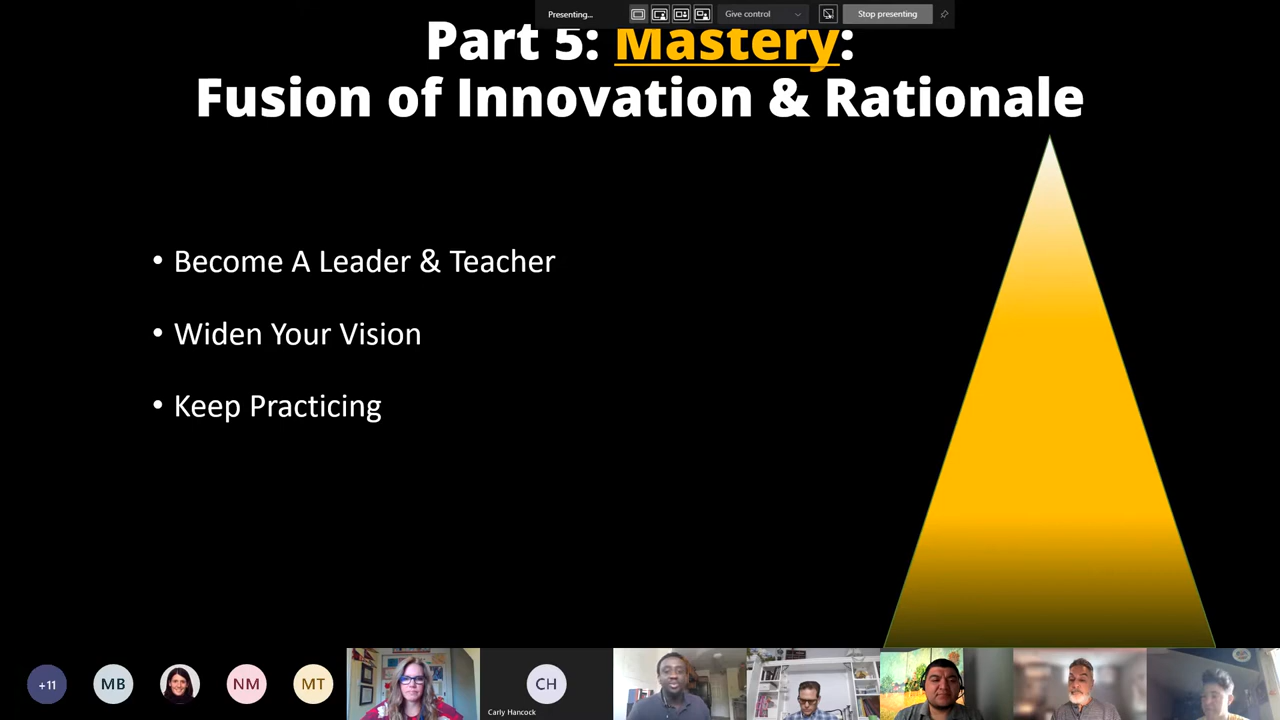 Presenting...
Give control
Stop presenting
Part 5: Mastery:
Fusion of Innovation & Rationale
• Become A Leader & Teacher
• Widen Your Vision
• Keep Practicing
+11
MB
NM
MT
CH
Carly Hancock